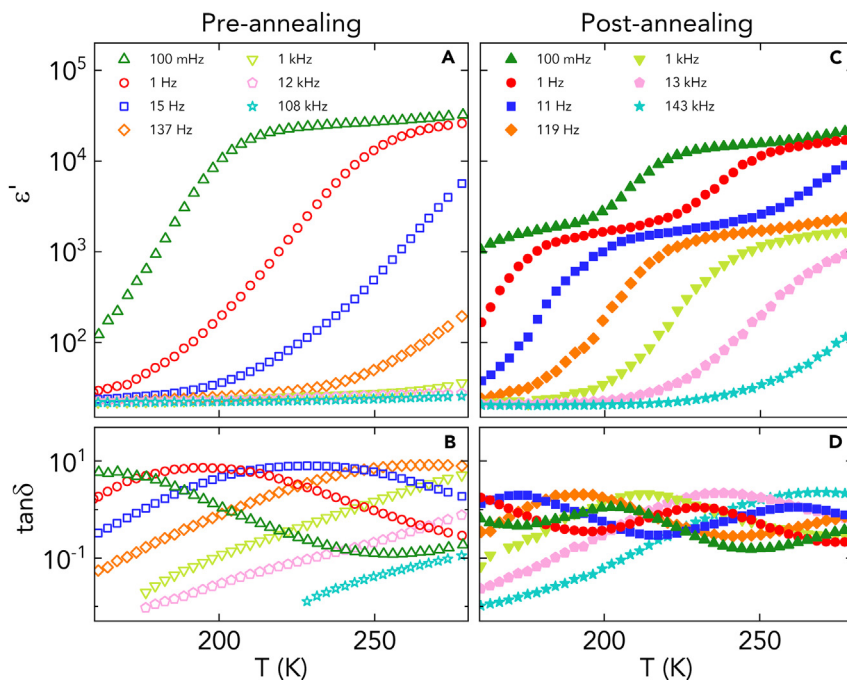 Pre-annealing
Post-annealing
A
100 mHz
1 Hz
15 Hz
137 Hz
1 kHz
12 kHz
108 kHz
10⁵
10⁴
10³
10²
ε'
C
100 mHz
1 Hz
11 Hz
119 Hz
1 kHz
13 kHz
143 kHz
B
10¹
10⁻¹
tanδ
D
200
250
T (K)
200
250
T (K)